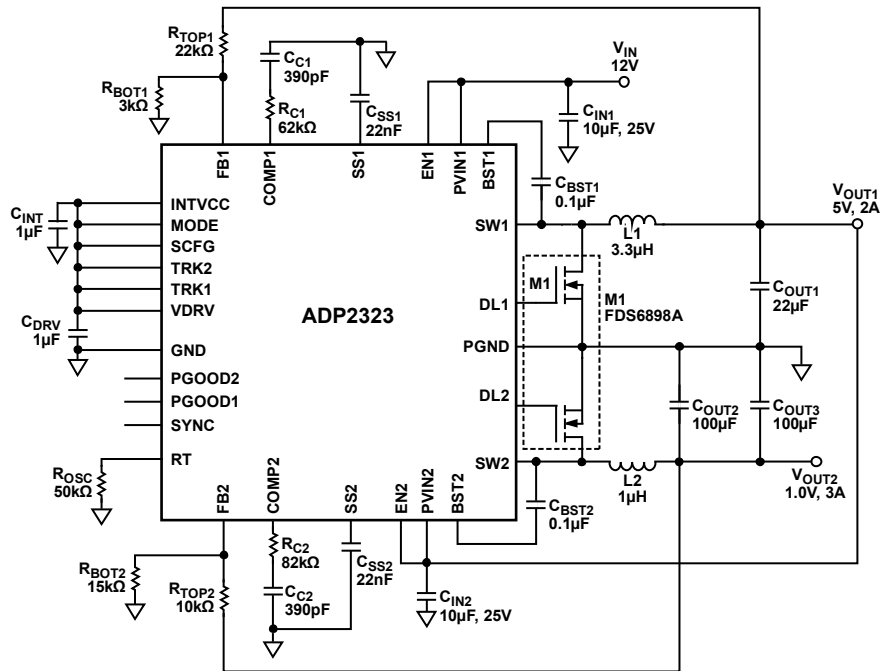 RTOP1
22kΩ
CC1
390pF
VIN
12V
RBOT1
3kΩ
RC1
62kΩ
CSS1
22nF
CIN1
10µF, 25V
FB1
COMP1
SS1
EN1
PVIN1
BST1
CBST1
0.1µF
VOUT1
5V, 2A
CINT
1µF
INTVCC
MODE
SCFG
TRK2
TRK1
VDRV
GND
PGOOD2
PGOOD1
SYNC
RT
CDRV
1µF
ADP2323
SW1
DL1
PGND
DL2
SW2
L1
3.3µH
M1
M1
FDS6898A
COUT1
22µF
COUT2
100µF
COUT3
100µF
ROSC
50kΩ
L2
1µH
VOUT2
1.0V, 3A
FB2
COMP2
SS2
EN2
PVIN2
BST2
CBST2
0.1µF
RBOT2
15kΩ
RTOP2
10kΩ
RC2
82kΩ
CC2
390pF
CSS2
22nF
CIN2
10µF, 25V